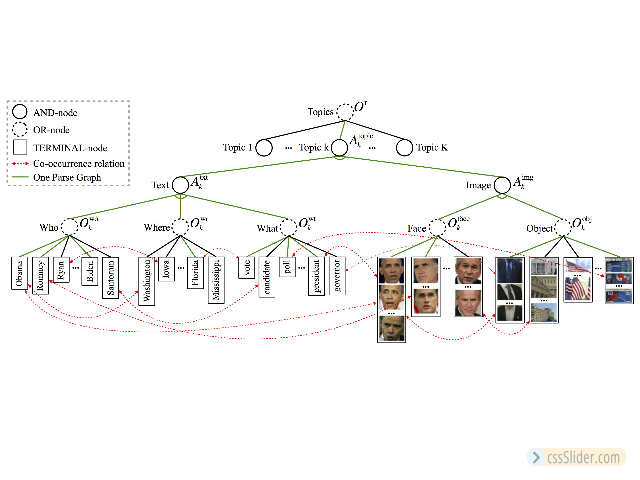 Topics O^t
AND-node
OR-node
TERMINAL-node
Co-occurrence relation
One Parse Graph
Topic 1 ... Topic k A_k^topic ... Topic K
Text A_k^txt
Image A_k^img
Who O_k^wo
Where O_k^wr
What O_k^wt
Face O_k^face
Object O_k^obj
Obama
Romney
Ryan
...
Biden
Santorum
Washington
Iowa
...
Florida
Mississippi
vote
candidate
poll
...
president
governor
cssSlider.com